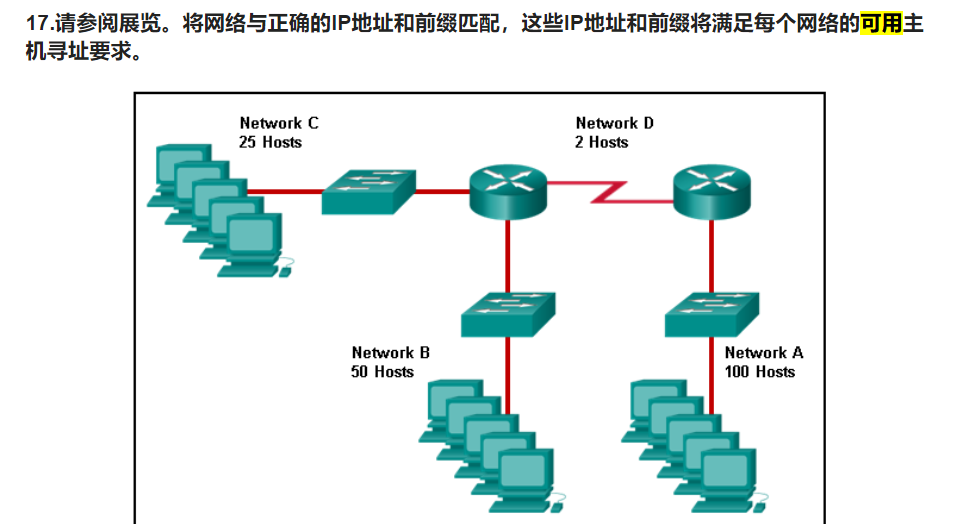 17.请参阅展览。将网络与正确的IP地址和前缀匹配，这些IP地址和前缀将满足每个网络的可用主
机寻址要求。
Network C
25 Hosts
Network D
2 Hosts
Network B
50 Hosts
Network A
100 Hosts